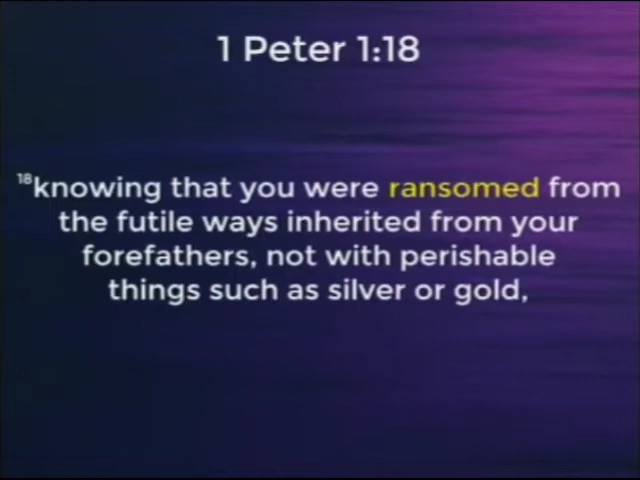 1 Peter 1:18
¹⁸knowing that you were ransomed from
the futile ways inherited from your
forefathers, not with perishable
things such as silver or gold,